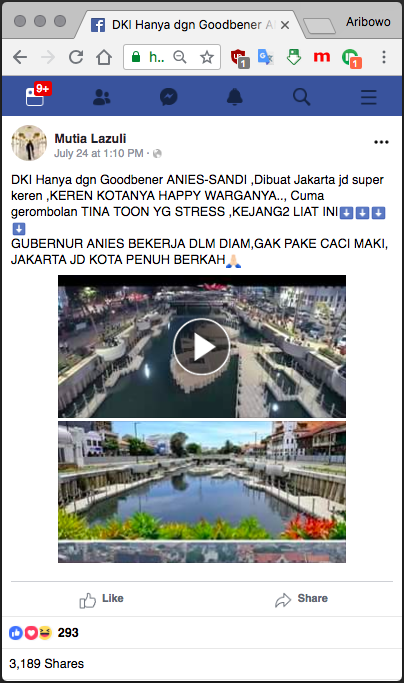 DKI Hanya dgn Goodbener A
Aribowo
h..
1
1
9+
Mutia Lazuli
July 24 at 1:10 PM ·
DKI Hanya dgn Goodbener ANIES-SANDI ,Dibuat Jakarta jd super
keren ,KEREN KOTANYA HAPPY WARGANYA.., Cuma
gerombolan TINA TOON YG STRESS ,KEJANG2 LIAT INI⬇️⬇️⬇️
⬇️
GUBERNUR ANIES BEKERJA DLM DIAM,GAK PAKE CACI MAKI,
JAKARTA JD KOTA PENUH BERKAH🙏🏻
Like
Share
293
3,189 Shares